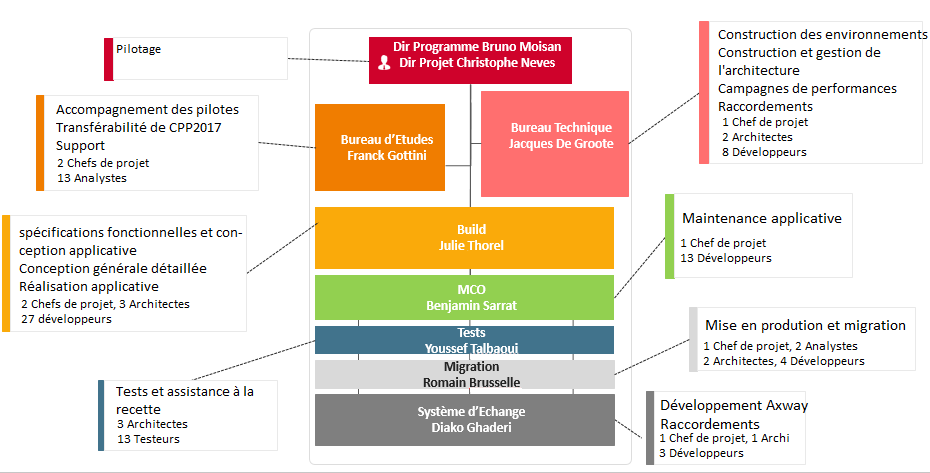 Pilotage
Dir Programme Bruno Moisan
Dir Projet Christophe Neves
Construction des environnements
Construction et gestion de
l'architecture
Campagnes de performances
Raccordements
1 Chef de projet
2 Architectes
8 Développeurs
Accompagnement des pilotes
Transférabilité de CPP2017
Support
2 Chefs de projet
13 Analystes
Bureau d'Etudes
Franck Gottini
Bureau Technique
Jacques De Groote
spécifications fonctionnelles et con-
ception applicative
Conception générale détaillée
Réalisation applicative
2 Chefs de projet, 3 Architectes
27 développeurs
Build
Julie Thorel
Maintenance applicative
1 Chef de projet
13 Développeurs
MCO
Benjamin Sarrat
Tests
Youssef Talbaoui
Mise en prodution et migration
1 Chef de projet, 2 Analystes
2 Architectes, 4 Développeurs
Migration
Romain Brusselle
Tests et assistance à la
recette
3 Architectes
13 Testeurs
Système d'Echange
Diako Ghaderi
Développement Axway
Raccordements
1 Chef de projet, 1 Archi
3 Développeurs